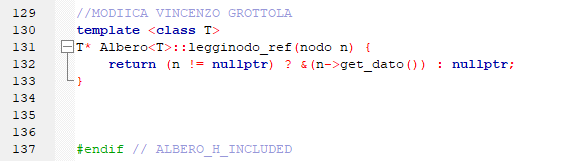 129 //MODIICA VINCENZO GROTTOLA
130 template <class T>
131 T* Albero<T>::legginodo_ref(nodo n) {
132 return (n != nullptr) ? &(n->get_dato()) : nullptr;
133 }
134
135
136
137 #endif // ALBERO_H_INCLUDED